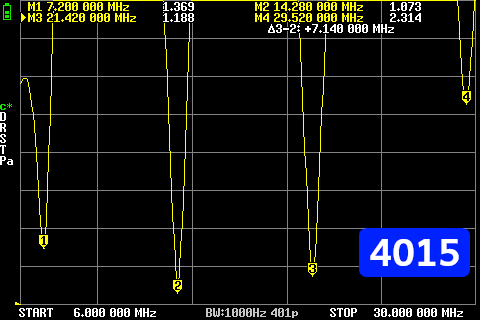 M1 7.200 000 MHz 1.369 M2 14.280 000 MHz 1.073
▶M3 21.420 000 MHz 1.188 M4 29.520 000 MHz 2.314
Δ3-2: +7.140 000 MHz
c*
D
R
S
T
Pa
4
1
2
3
4015
START 6.000 000 MHz BW:1000Hz 401p STOP 30.000 000 MHz